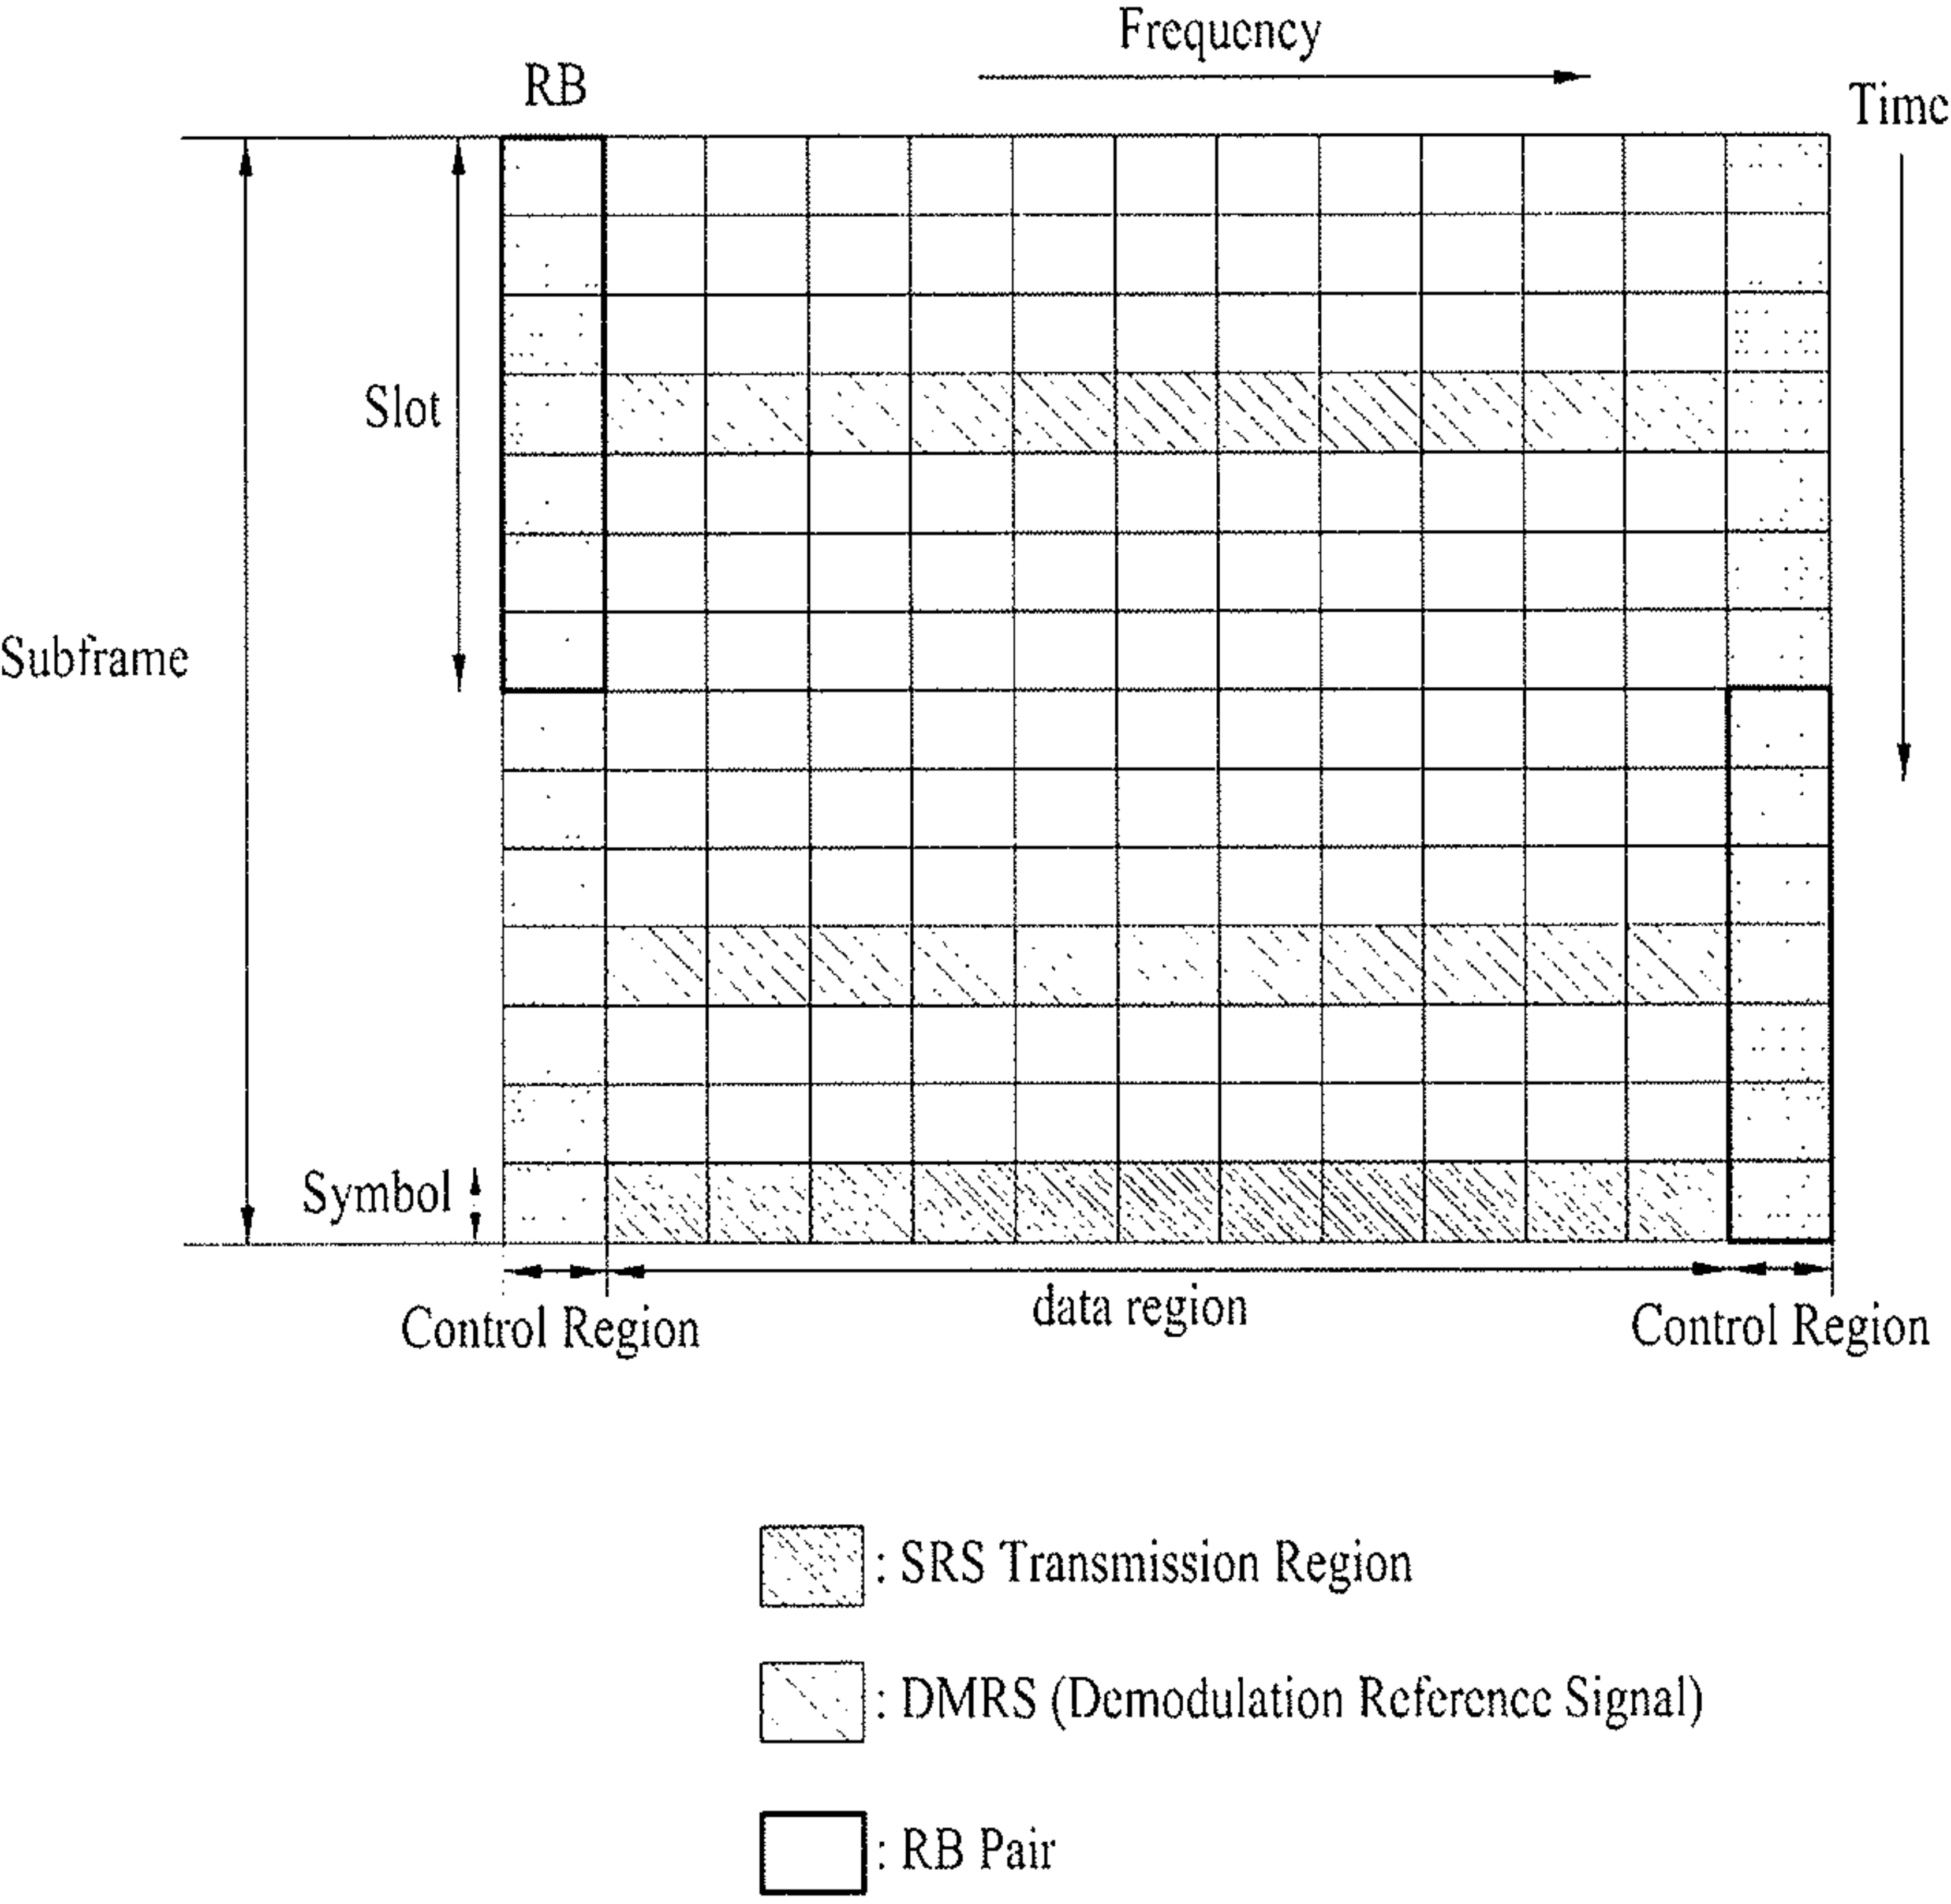 Frequency
RB
Time
Slot
Subframe
Symbol
data region
Control Region
Control Region
: SRS Transmission Region
: DMRS (Demodulation Reference Signal)
: RB Pair